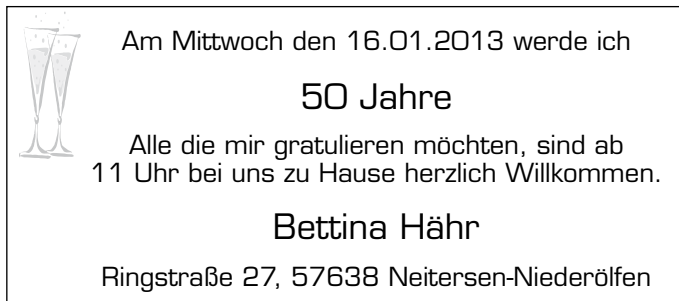 Am Mittwoch den 16.01.2013 werde ich
50 Jahre
Alle die mir gratulieren möchten, sind ab
11 Uhr bei uns zu Hause herzlich Willkommen.
Bettina Hähr
Ringstraße 27, 57638 Neitersen-Niederölfen